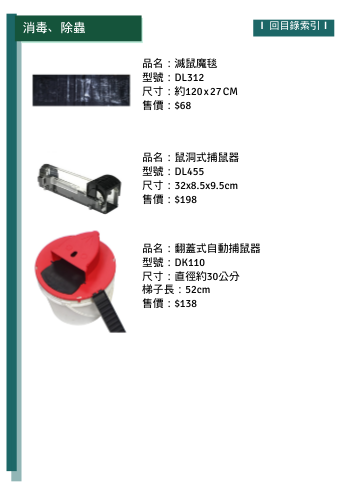 消毒、除蟲
I 回目錄索引 I
品名：滅鼠魔毯
型號：DL312
尺寸：約120x27CM
售價：$68
品名：鼠洞式捕鼠器
型號：DL455
尺寸：32x8.5x9.5cm
售價：$198
品名：翻蓋式自動捕鼠器
型號：DK110
尺寸：直徑約30公分
梯子長：52cm
售價：$138